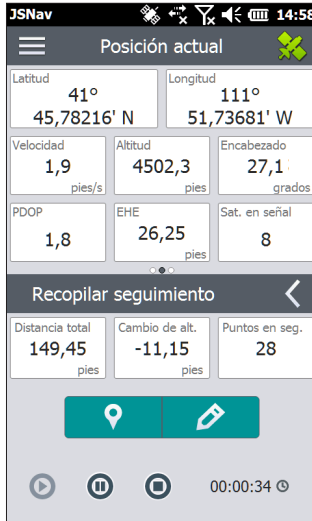 JSNav 14:58
Posición actual
Latitud Longitud
41° 111°
45,78216' N 51,73681' W
Velocidad Altitud Encabezado
1,9 4502,3 27,1
pies/s pies grados
PDOP EHE Sat. en señal
1,8 26,25 8
pies
Recopilar seguimiento
Distancia total Cambio de alt. Puntos en seg.
149,45 -11,15 28
pies pies
00:00:34